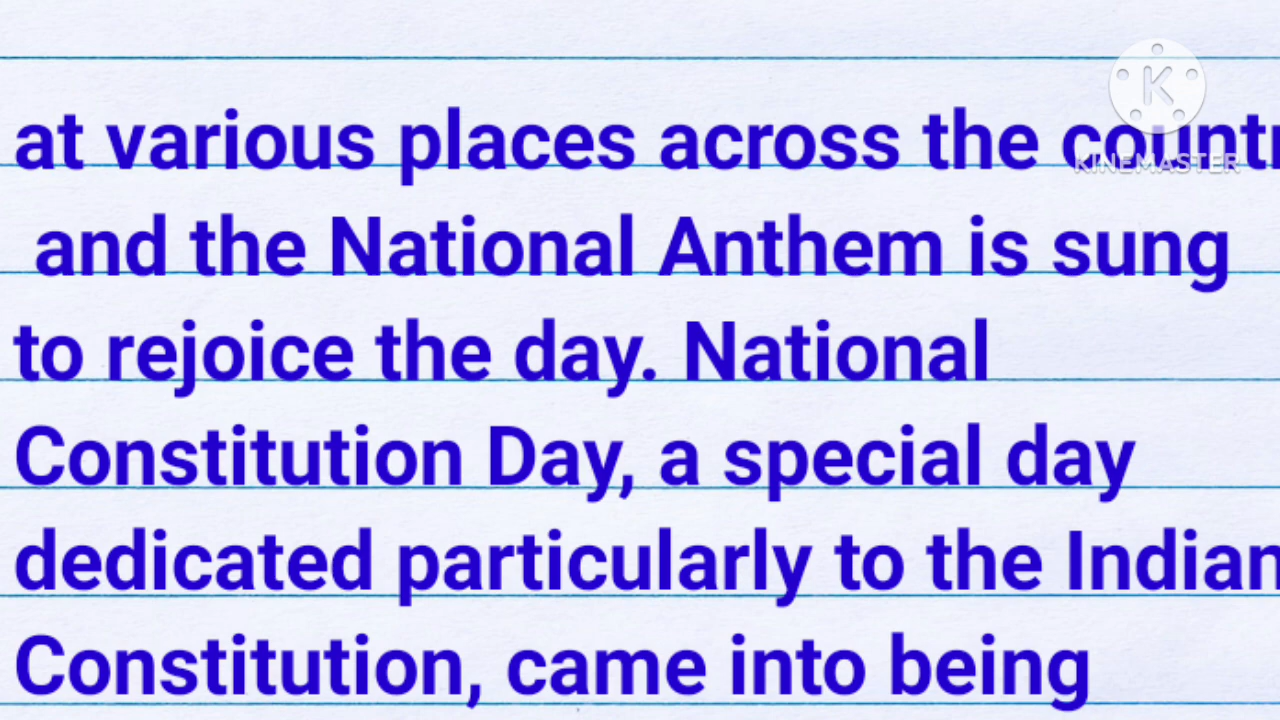 at various places across the countr
K
KINEMASTER
and the National Anthem is sung
to rejoice the day. National
Constitution Day, a special day
dedicated particularly to the Indian
Constitution, came into being